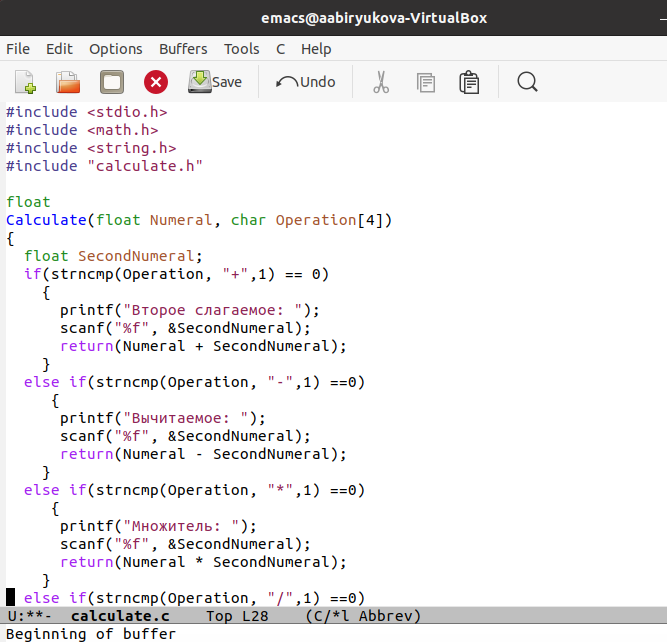 emacs@aabiryukova-VirtualBox
File Edit Options Buffers Tools C Help
Save Undo
#include <stdio.h>
#include <math.h>
#include <string.h>
#include "calculate.h"
float
Calculate(float Numeral, char Operation[4])
{
  float SecondNumeral;
  if(strncmp(Operation, "+",1) == 0)
    {
      printf("Второе слагаемое: ");
      scanf("%f", &SecondNumeral);
      return(Numeral + SecondNumeral);
    }
  else if(strncmp(Operation, "-",1) ==0)
     {
      printf("Вычитаемое: ");
      scanf("%f", &SecondNumeral);
      return(Numeral - SecondNumeral);
    }
  else if(strncmp(Operation, "*",1) ==0)
     {
      printf("Множитель: ");
      scanf("%f", &SecondNumeral);
      return(Numeral * SecondNumeral);
    }
  else if(strncmp(Operation, "/",1) ==0)
U:**-  calculate.c    Top L28    (C/*l Abbrev)
Beginning of buffer